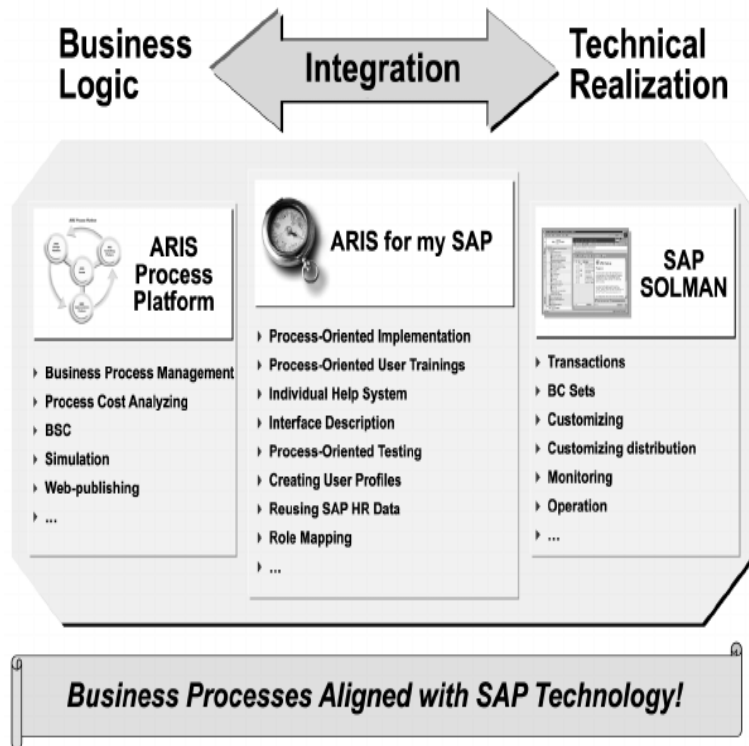 Business
Logic
Integration
Technical
Realization
ARIS
Process
Platform
Business Process Management
Process Cost Analyzing
BSC
Simulation
Web-publishing
...
ARIS for my SAP
Process-Oriented Implementation
Process-Oriented User Trainings
Individual Help System
Interface Description
Process-Oriented Testing
Creating User Profiles
Reusing SAP HR Data
Role Mapping
...
SAP
SOLMAN
Transactions
BC Sets
Customizing
Customizing distribution
Monitoring
Operation
...
Business Processes Aligned with SAP Technology!